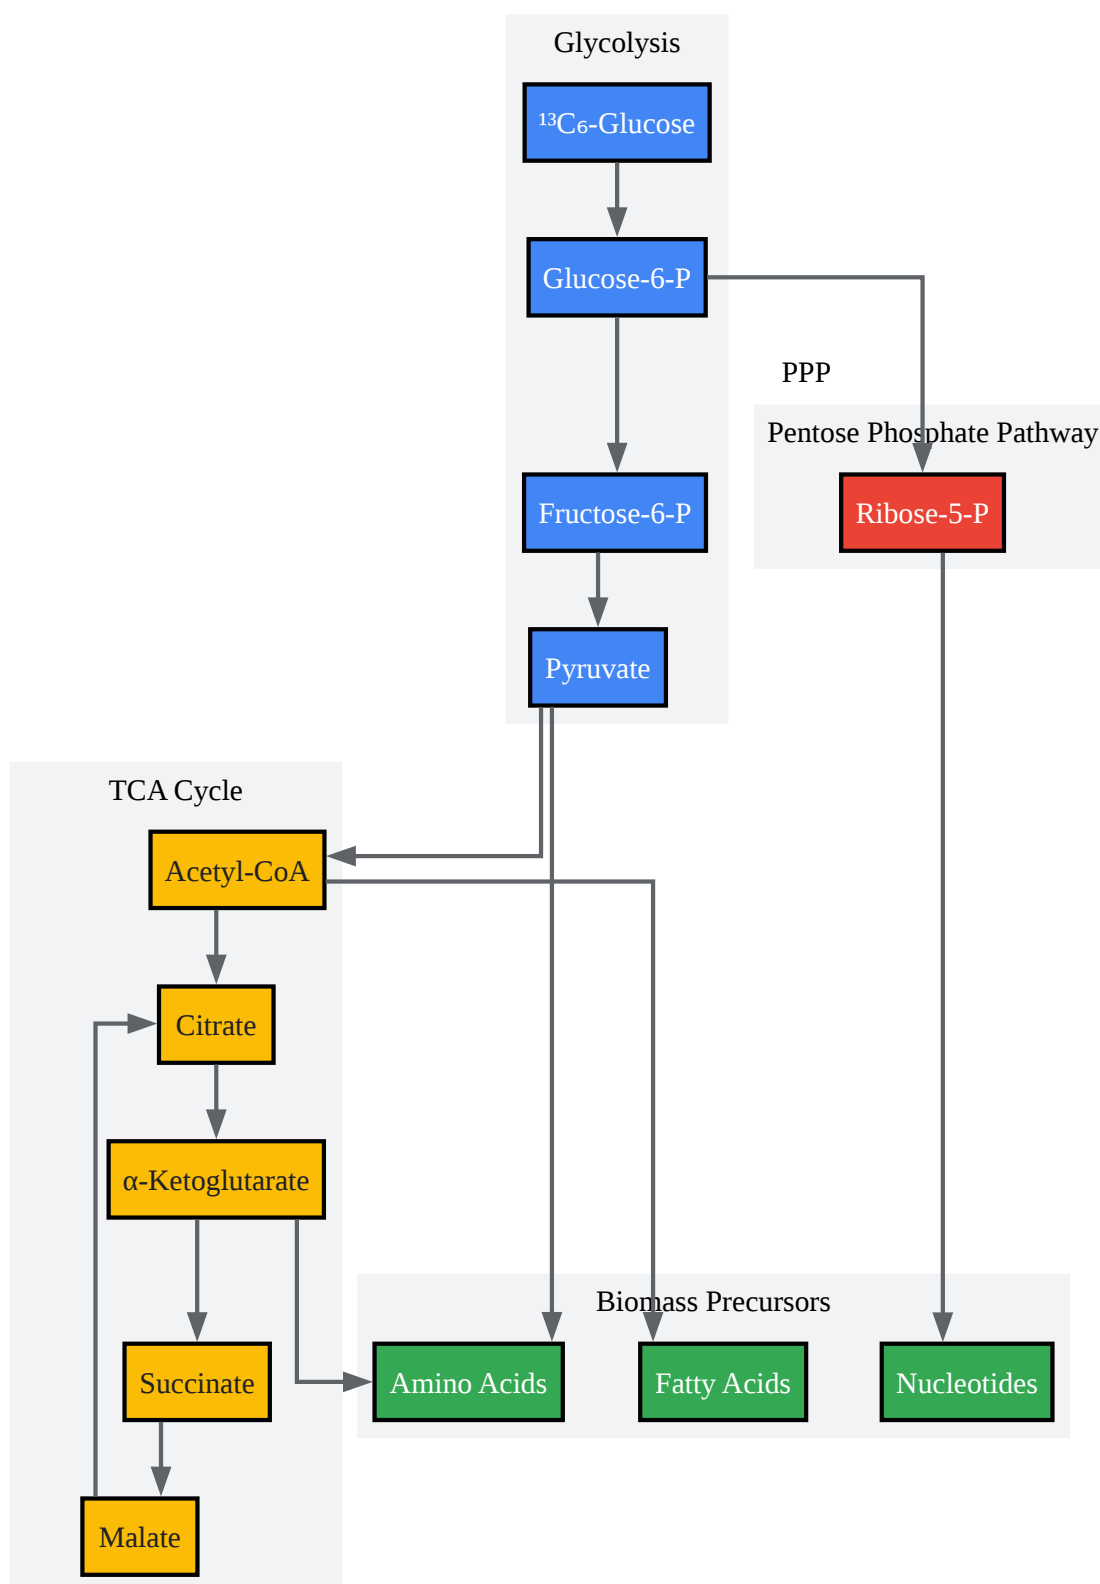 Glycolysis
¹³C₆-Glucose
Glucose-6-P
PPP
Pentose Phosphate Pathway
Fructose-6-P
Ribose-5-P
Pyruvate
TCA Cycle
Acetyl-CoA
Citrate
α-Ketoglutarate
Biomass Precursors
Succinate
Amino Acids
Fatty Acids
Nucleotides
Malate